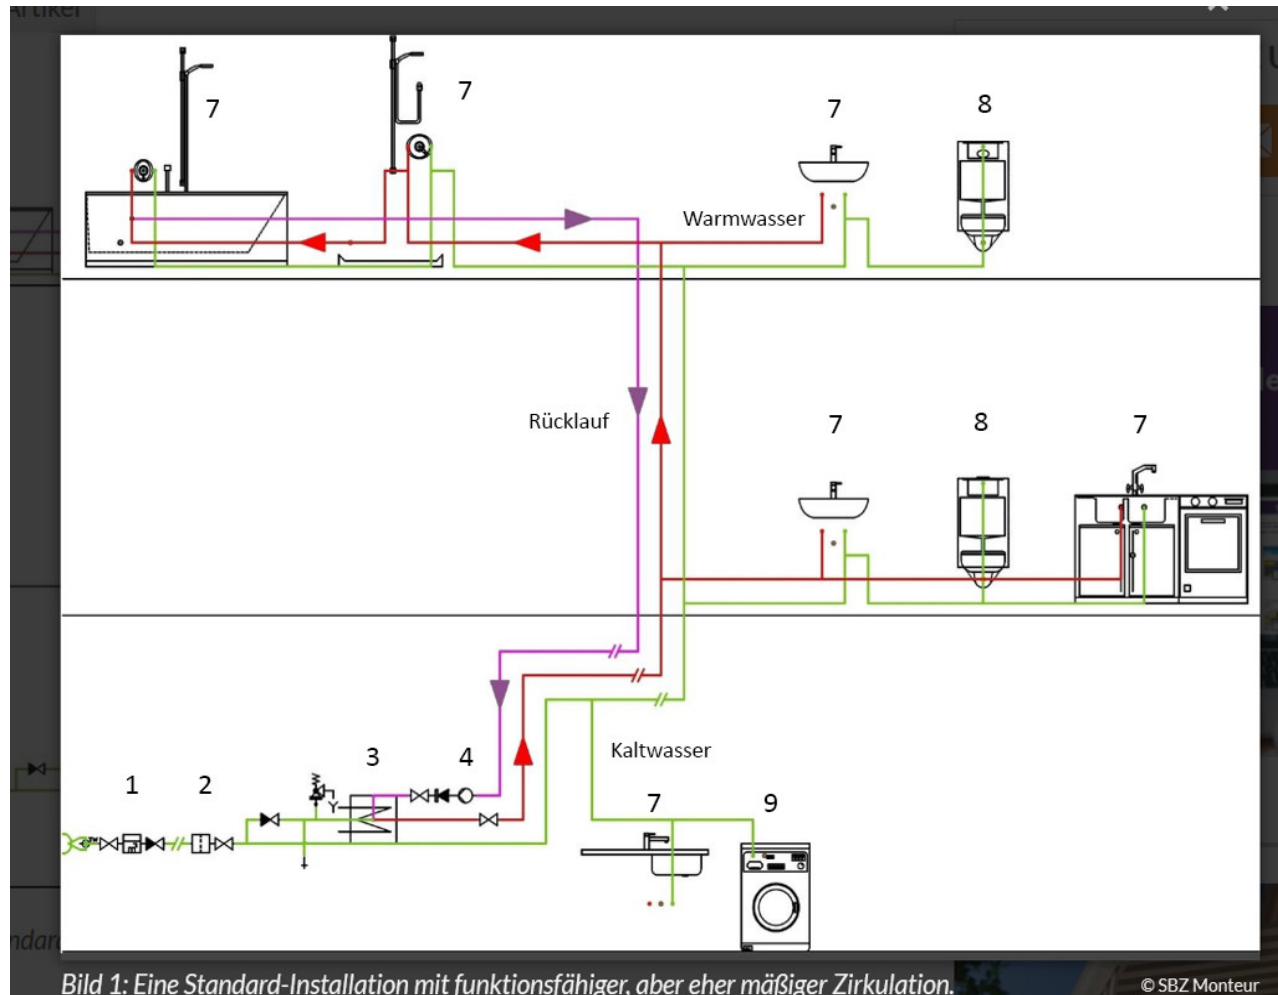 Artikel
7
7
7
8
Warmwasser
Rücklauf
7
8
7
Kaltwasser
1
2
3
4
7
9
Bild 1: Eine Standard-Installation mit funktionsfähiger, aber eher mäßiger Zirkulation.
© SBZ Monteur